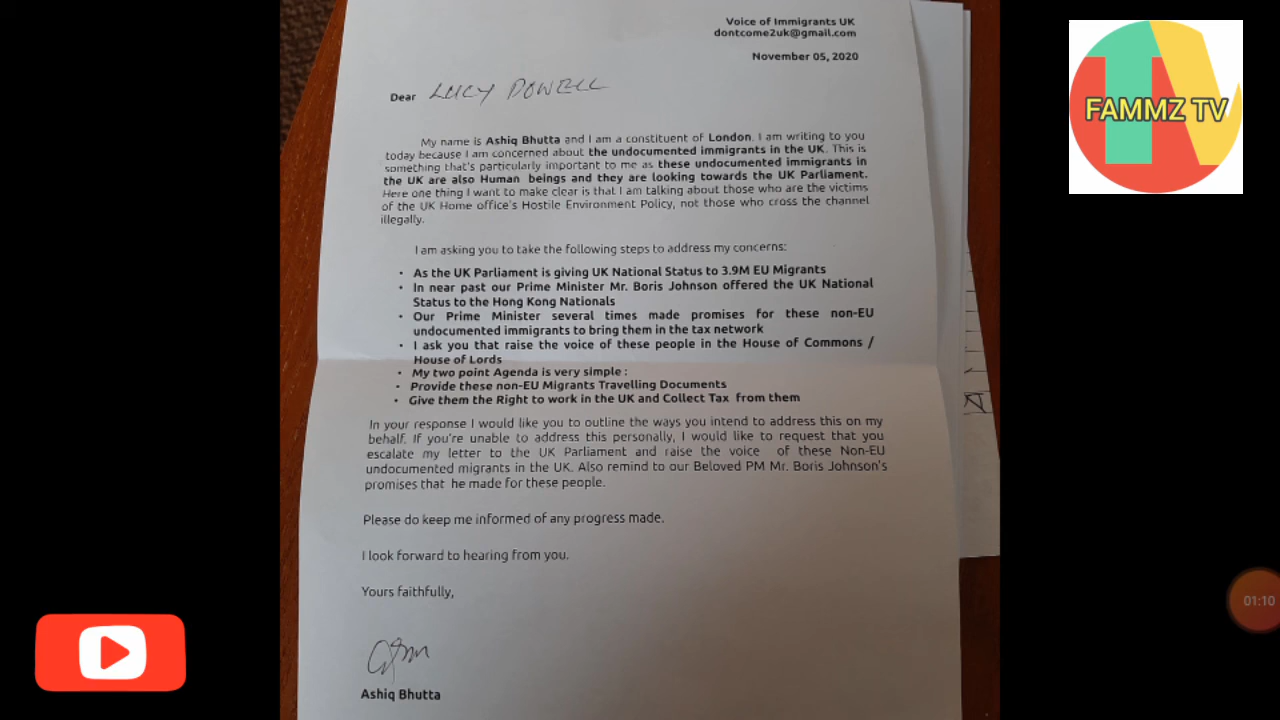 Voice of Immigrants UK
dontcome2uk@gmail.com
November 05, 2020
FAMMZ TV
Dear LUCY POWELL
My name is Ashiq Bhutta and I am a constituent of London. I am writing to you
today because I am concerned about the undocumented immigrants in the UK. This is
something that's particularly important to me as these undocumented immigrants in
the UK are also Human beings and they are looking towards the UK Parliament.
Here one thing I want to make clear is that I am talking about those who are the victims
of the UK Home office's Hostile Environment Policy, not those who cross the channel
illegally.
I am asking you to take the following steps to address my concerns:
• As the UK Parliament is giving UK National Status to 3.9M EU Migrants
• In near past our Prime Minister Mr. Boris Johnson offered the UK National
Status to the Hong Kong Nationals
• Our Prime Minister several times made promises for these non-EU
undocumented immigrants to bring them in the tax network
• I ask you that raise the voice of these people in the House of Commons /
House of Lords
• My two point Agenda is very simple :
• Provide these non-EU Migrants Travelling Documents
• Give them the Right to work in the UK and Collect Tax from them
In your response I would like you to outline the ways you intend to address this on my
behalf. If you're unable to address this personally, I would like to request that you
escalate my letter to the UK Parliament and raise the voice of these Non-EU
undocumented migrants in the UK. Also remind to our Beloved PM Mr. Boris Johnson's
promises that he made for these people.
Please do keep me informed of any progress made.
I look forward to hearing from you.
Yours faithfully,
Ashiq Bhutta
01:10